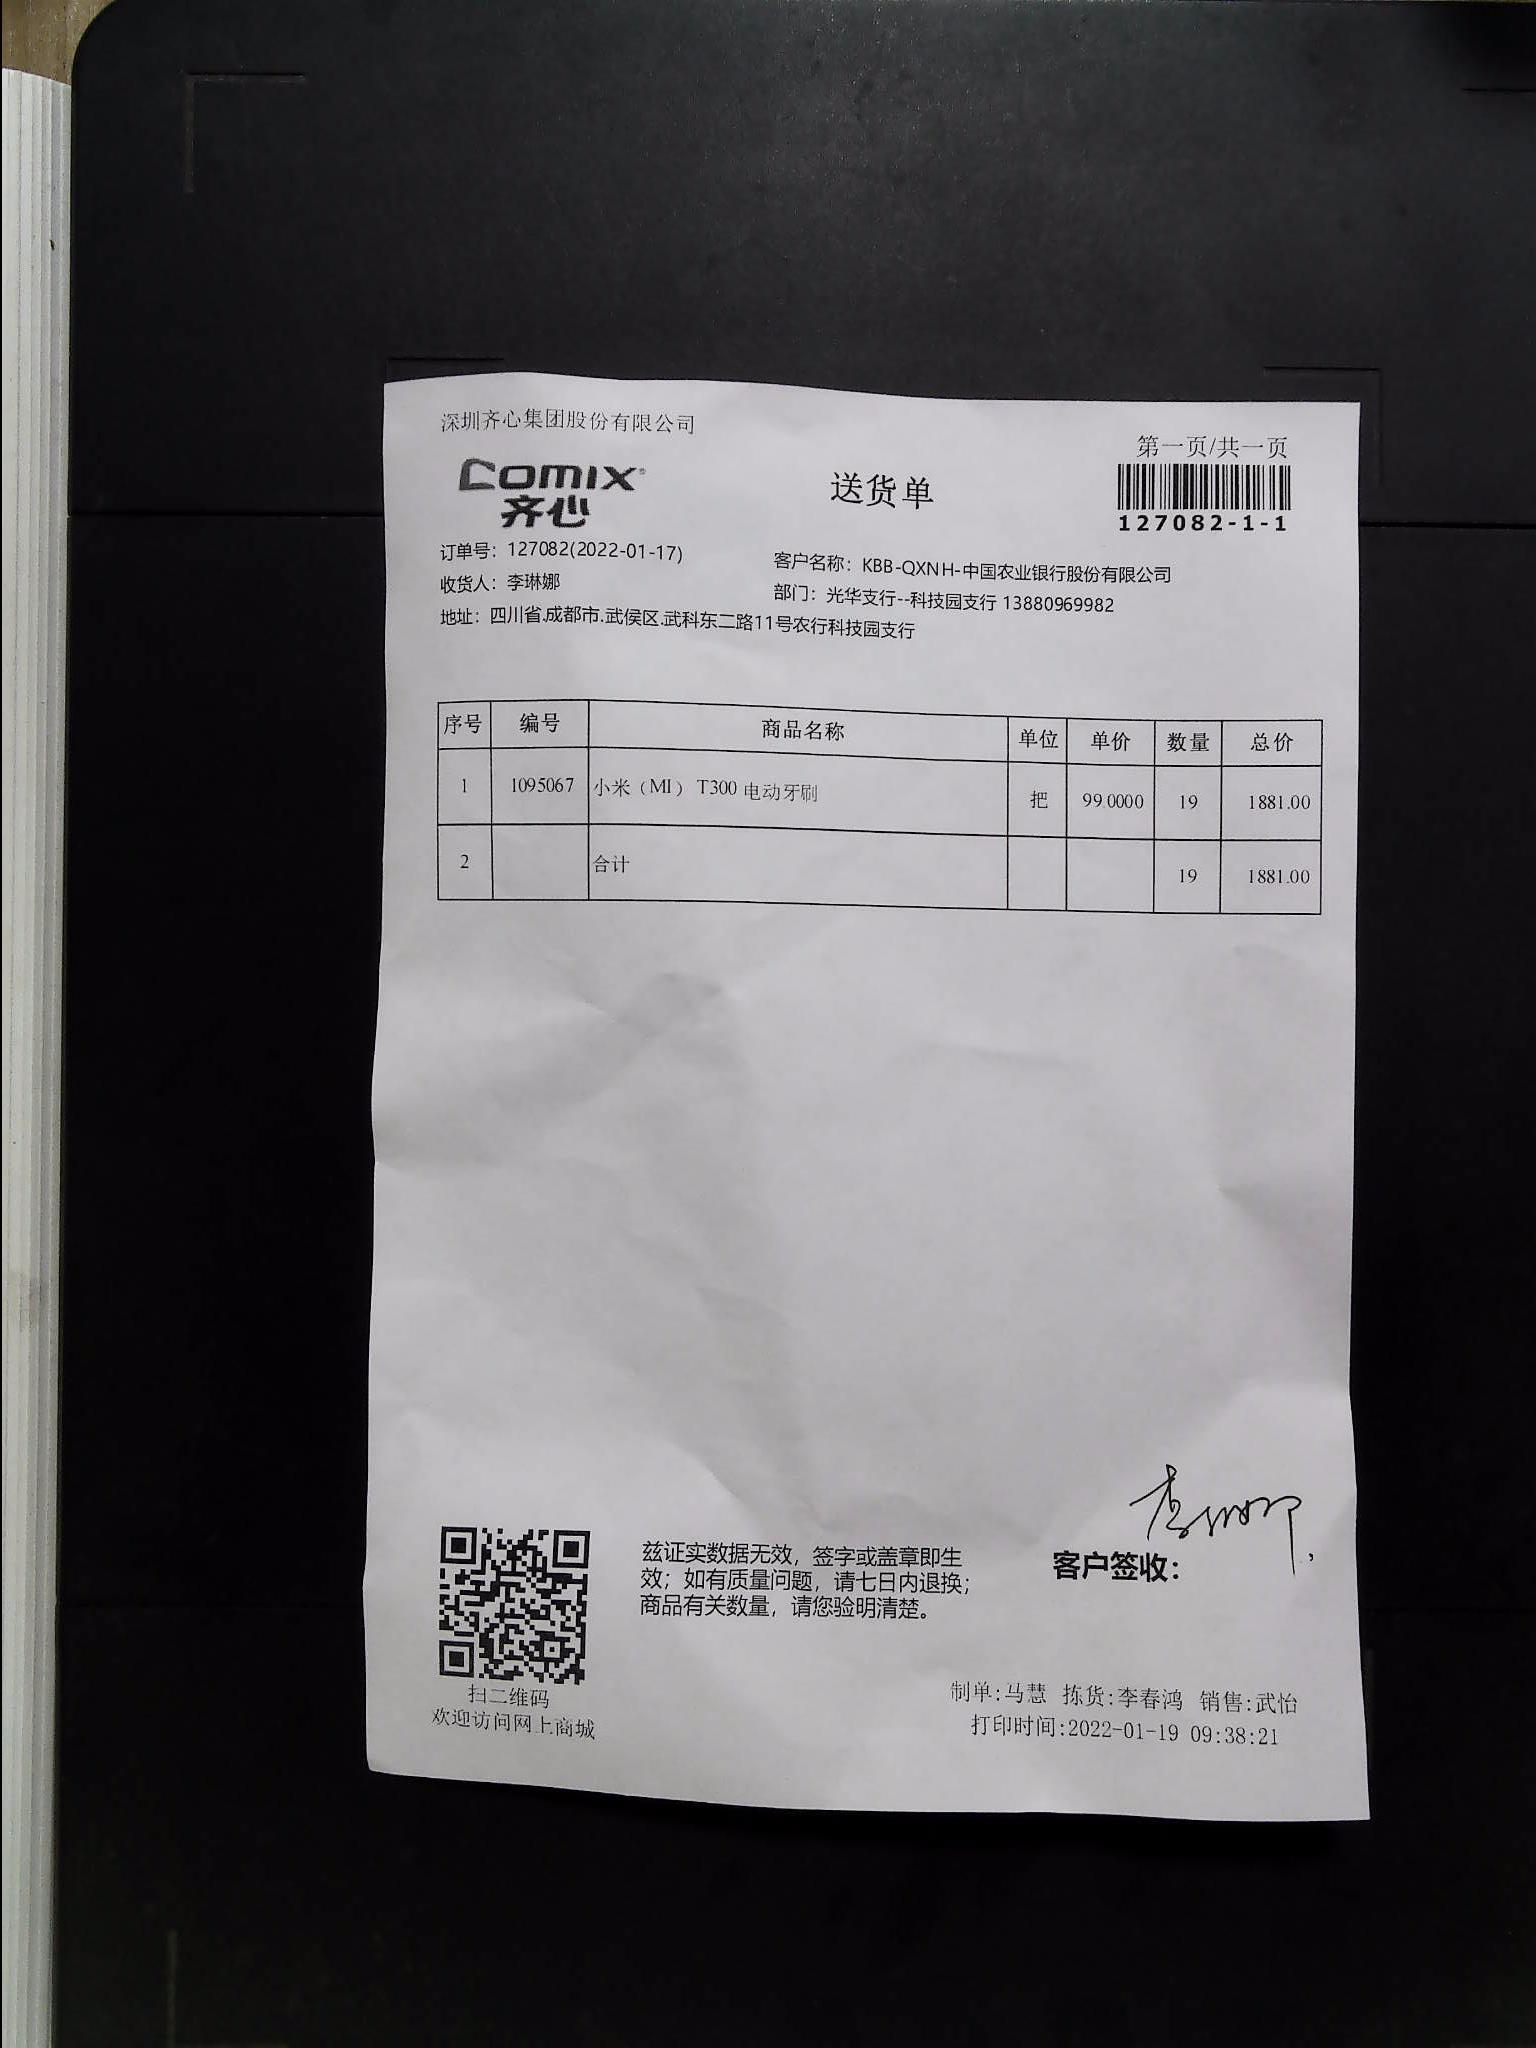 深圳齐心集团股份有限公司
第一页/共一页
Comix
齐心
送货单
127082-1-1
订单号：127082(2022-01-17)
客户名称：KBB-QXNH-中国农业银行股份有限公司
收货人：李琳娜
部门：光华支行--科技园支行 13880969982
地址：四川省.成都市.武侯区.武科东二路11号农行科技园支行
序号 编号 商品名称 单位 单价 数量 总价
1 1095067 小米（MI） T300 电动牙刷 把 99.0000 19 1881.00
2 合计 19 1881.00
兹证实数据无效，签字或盖章即生
效；如有质量问题，请七日内退换；
商品有关数量，请您验明清楚。
客户签收：
李琳娜
扫二维码
欢迎访问网上商城
制单:马慧 拣货:李春鸿 销售:武怡
打印时间:2022-01-19 09:38:21